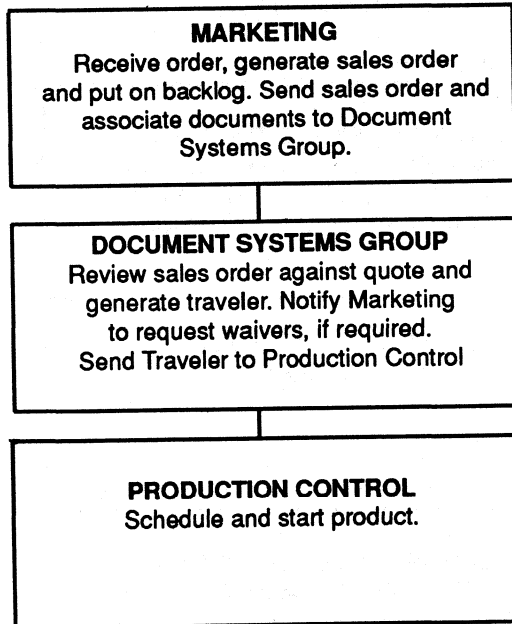 MARKETING
Receive order, generate sales order
and put on backlog. Send sales order and
associate documents to Document
Systems Group.
DOCUMENT SYSTEMS GROUP
Review sales order against quote and
generate traveler. Notify Marketing
to request waivers, if required.
Send Traveler to Production Control
PRODUCTION CONTROL
Schedule and start product.